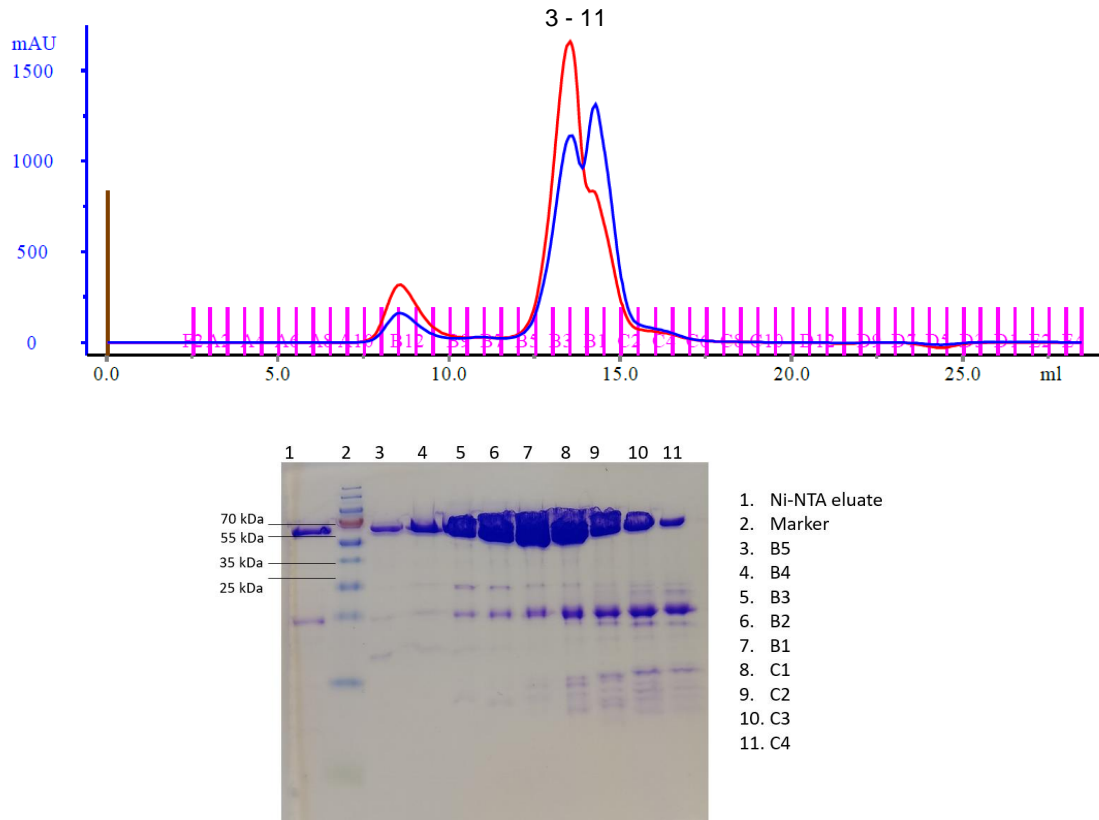 3 - 11
mAU
1500
1000
500
0
B12 B5 B3 B1 C2 C4 C8
0.0 5.0 10.0 15.0 20.0 25.0 ml
1 2 3 4 5 6 7 8 9 10 11
70 kDa
55 kDa
35 kDa
25 kDa
1. Ni-NTA eluate
2. Marker
3. B5
4. B4
5. B3
6. B2
7. B1
8. C1
9. C2
10. C3
11. C4